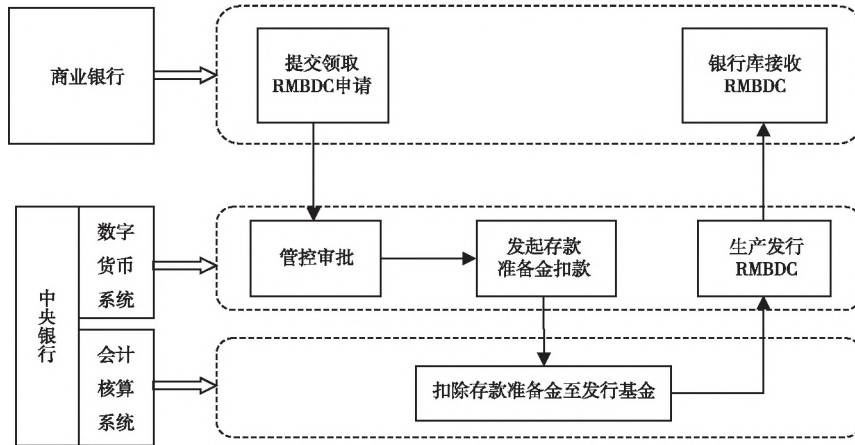 商业银行
提交领取
RMBDC申请
银行库接收
RMBDC
中央银行
数字
货币
系统
管控审批
发起存款
准备金扣款
生产发行
RMBDC
会计
核算
系统
扣除存款准备金至发行基金